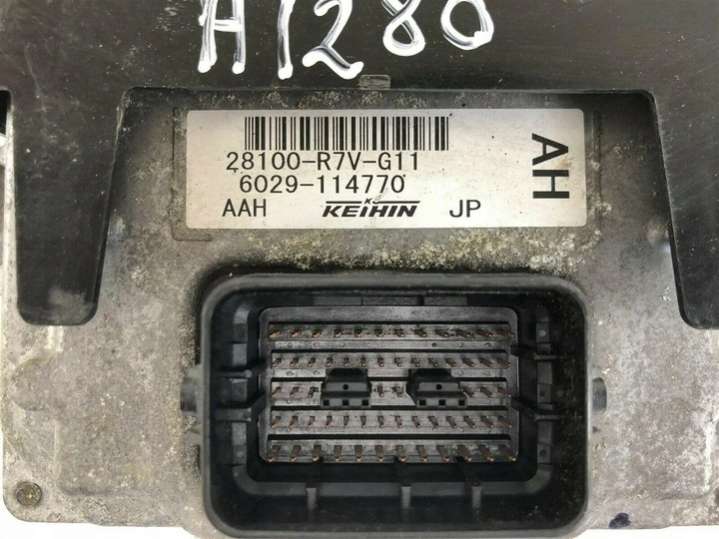 A1280
28100-R7V-G11
6029-114770
AAH KEIHIN JP
AH